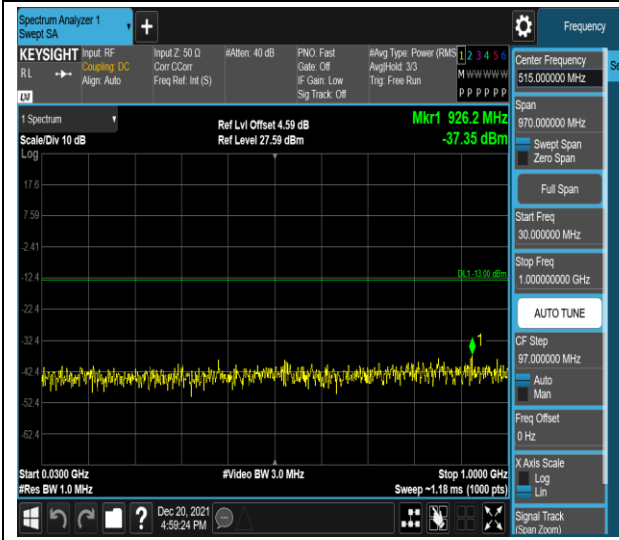 Spectrum Analyzer 1
Swept SA
Frequency
KEYSIGHT
RL
LXI
Input: RF
Coupling: DC
Align: Auto
Input Z: 50 Ω
Corr CCorr
Freq Ref: Int (S)
#Atten: 40 dB
PNO: Fast
Gate: Off
IF Gain: Low
Sig Track: Off
#Avg Type: Power (RMS
Avg|Hold: 3/3
Trig: Free Run
1 2 3 4 5 6
M W W W W W
P P P P P P
1 Spectrum
Scale/Div 10 dB
Log
Ref Lvl Offset 4.59 dB
Ref Level 27.59 dBm
Mkr1 926.2 MHz
-37.35 dBm
17.6
7.59
-2.41
-12.4
-22.4
-32.4
-42.4
-52.4
-62.4
DL1 -13.00 dBm
1
Start 0.0300 GHz
#Res BW 1.0 MHz
#Video BW 3.0 MHz
Stop 1.0000 GHz
Sweep ~1.18 ms (1000 pts)
?
Dec 20, 2021
4:59:24 PM
Center Frequency
515.000000 MHz
Span
970.000000 MHz
Swept Span
Zero Span
Full Span
Start Freq
30.000000 MHz
Stop Freq
1.000000000 GHz
AUTO TUNE
CF Step
97.000000 MHz
Auto
Man
Freq Offset
0 Hz
X Axis Scale
Log
Lin
Signal Track
(Span Zoom)
Se